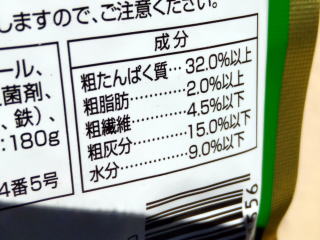 しますので、ご注意ください。
ール、
菌剤、
、鉄)、
:180g
4番5号
成分
粗たんぱく質…32.0%以上
粗脂肪…………2.0%以上
粗繊維…………4.5%以下
粗灰分…………15.0%以下
水分……………9.0%以下